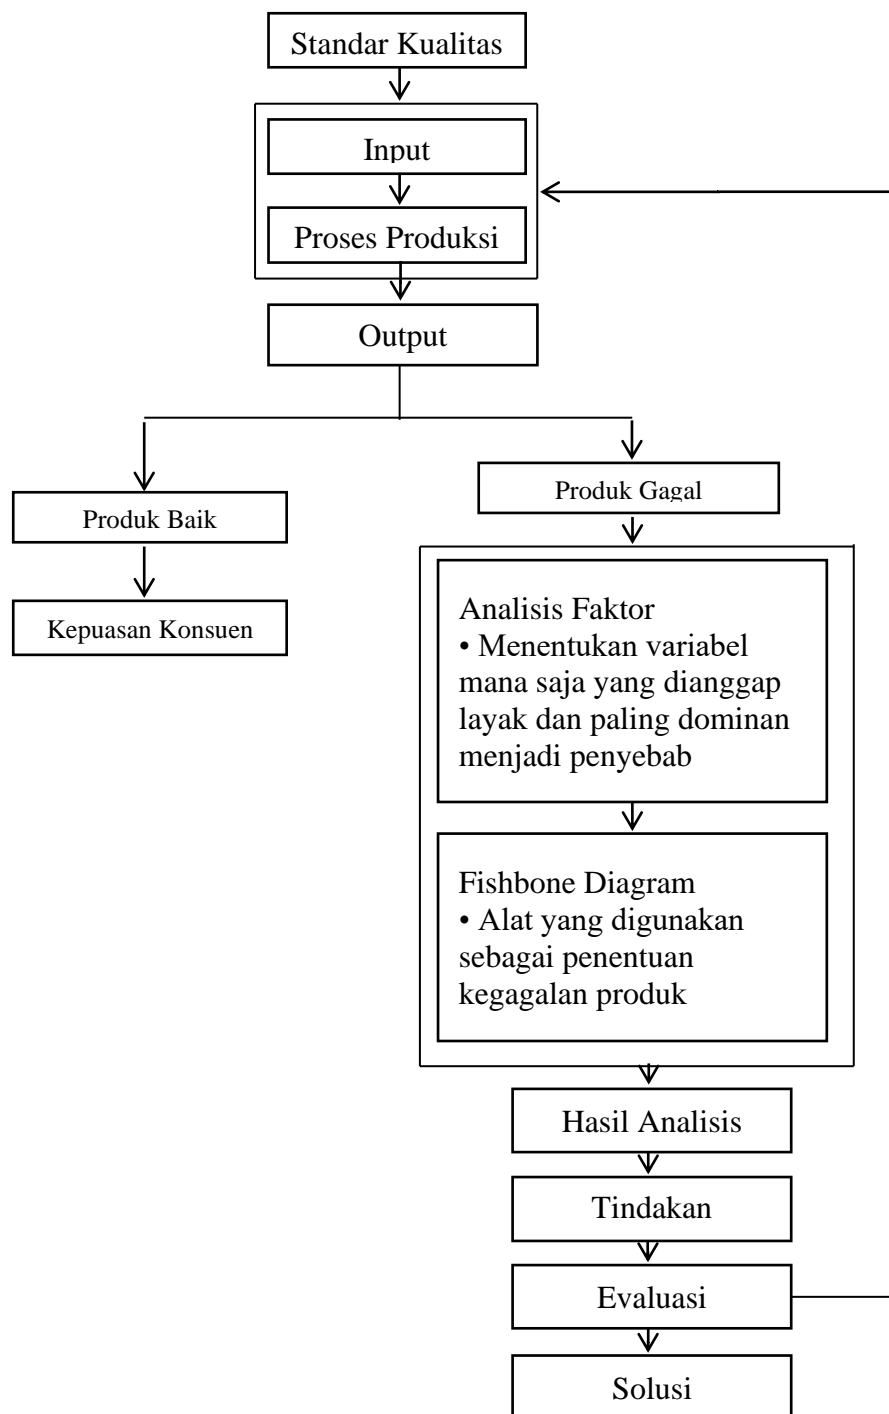 Standar Kualitas
Input
Proses Produksi
Output
Produk Baik
Kepuasan Konsuen
Produk Gagal
Analisis Faktor
• Menentukan variabel
mana saja yang dianggap
layak dan paling dominan
menjadi penyebab
Fishbone Diagram
• Alat yang digunakan
sebagai penentuan
kegagalan produk
Hasil Analisis
Tindakan
Evaluasi
Solusi